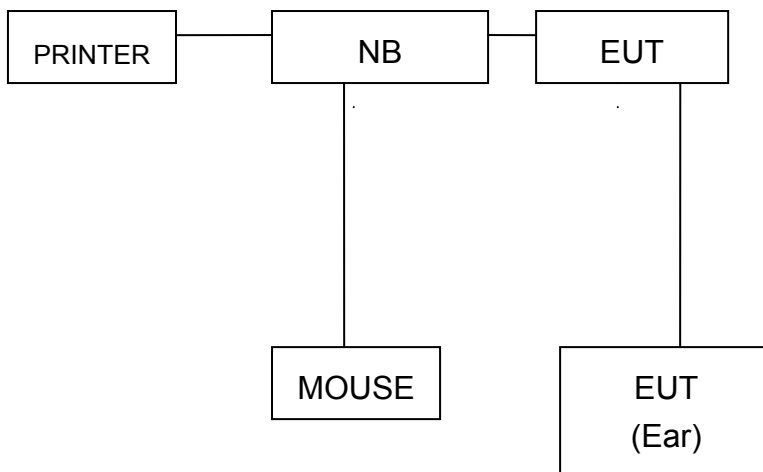 PRINTER
NB
EUT
MOUSE
EUT
(Ear)